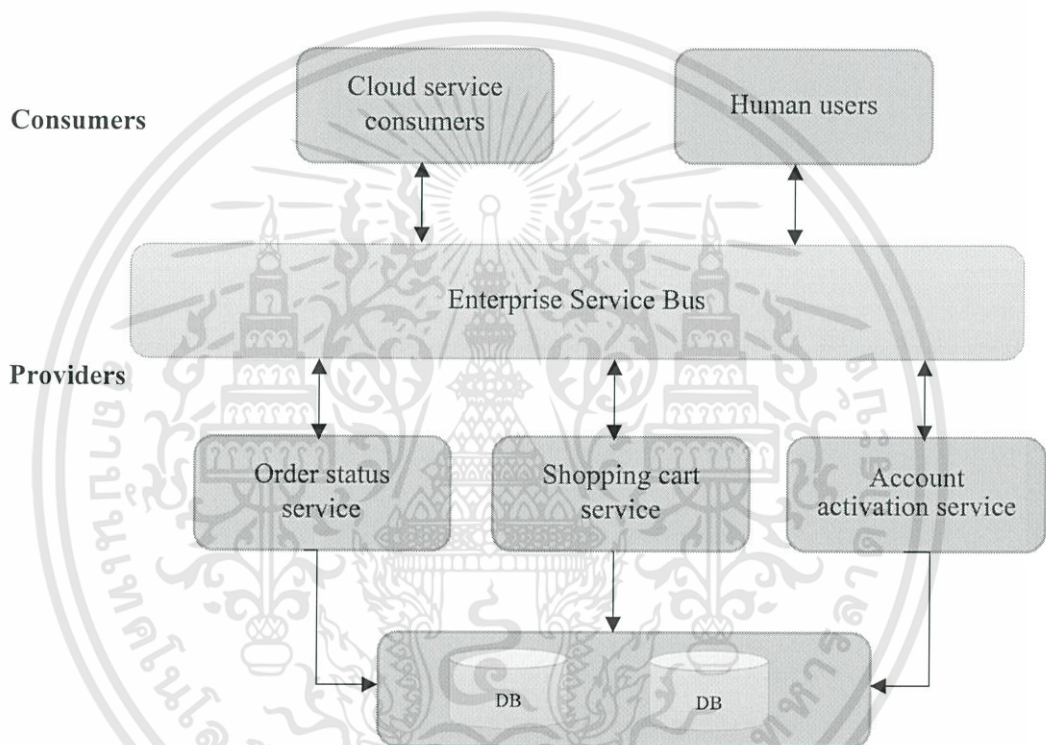 Cloud service
consumers
Human users
Consumers
Enterprise Service Bus
Providers
Order status
service
Shopping cart
service
Account
activation service
DB
DB